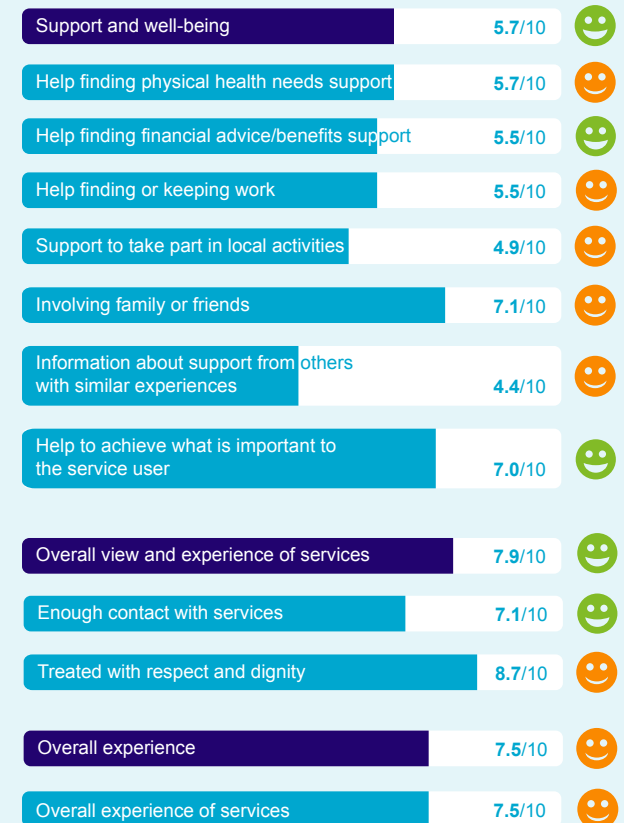 Support and well-being 5.7/10
Help finding physical health needs support 5.7/10
Help finding financial advice/benefits support 5.5/10
Help finding or keeping work 5.5/10
Support to take part in local activities 4.9/10
Involving family or friends 7.1/10
Information about support from others
with similar experiences 4.4/10
Help to achieve what is important to
the service user 7.0/10
Overall view and experience of services 7.9/10
Enough contact with services 7.1/10
Treated with respect and dignity 8.7/10
Overall experience 7.5/10
Overall experience of services 7.5/10